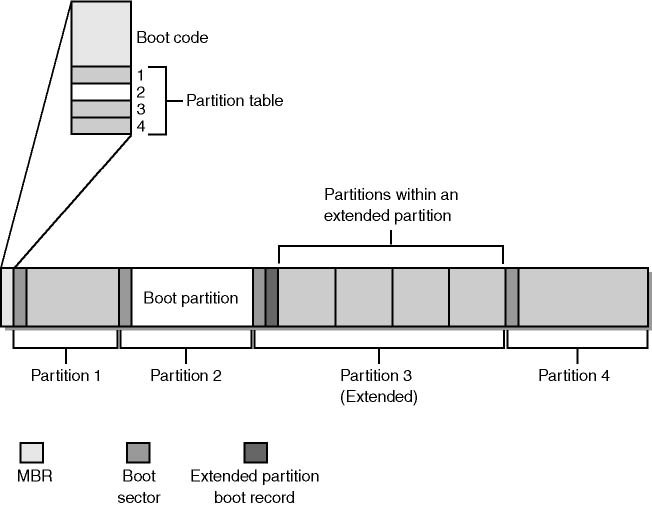 Boot code
1
2
3
4
Partition table
Partitions within an
extended partition
Boot partition
Partition 1
Partition 2
Partition 3
(Extended)
Partition 4
MBR
Boot
sector
Extended partition
boot record